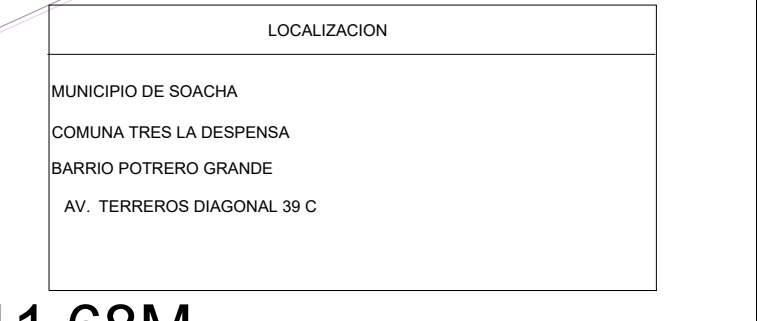 LOCALIZACION
MUNICIPIO DE SOACHA
COMUNA TRES LA DESPENSA
BARRIO POTRERO GRANDE
AV. TERREROS DIAGONAL 39 C